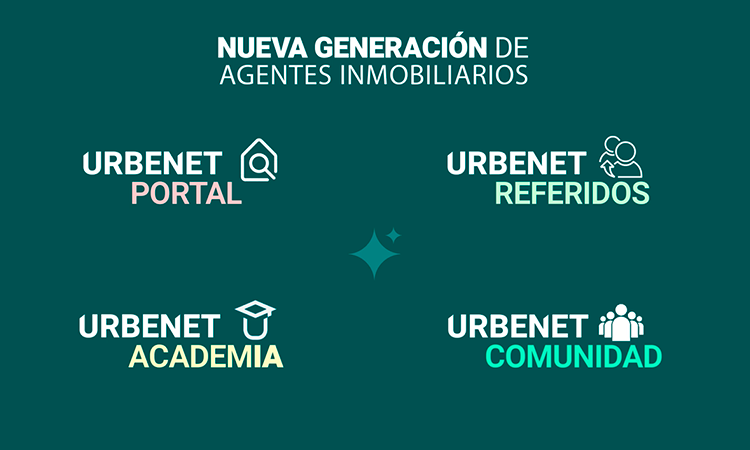 NUEVA GENERACIÓN DE
AGENTES INMOBILIARIOS
URBENET
PORTAL
URBENET
REFERIDOS
URBENET
ACADEMIA
URBENET
COMUNIDAD